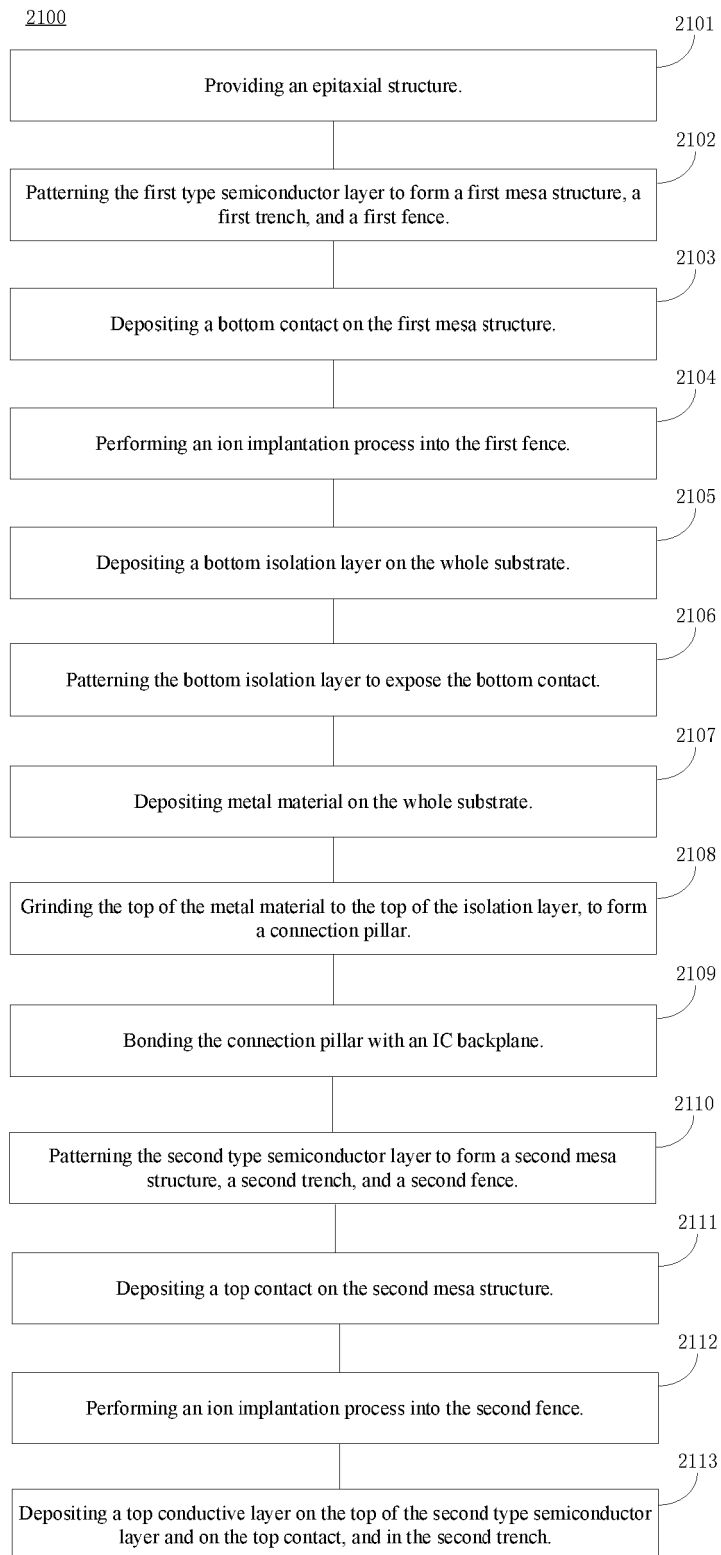 2100
2101
Providing an epitaxial structure.
2102
Patterning the first type semiconductor layer to form a first mesa structure, a
first trench, and a first fence.
2103
Depositing a bottom contact on the first mesa structure.
2104
Performing an ion implantation process into the first fence.
2105
Depositing a bottom isolation layer on the whole substrate.
2106
Patterning the bottom isolation layer to expose the bottom contact.
2107
Depositing metal material on the whole substrate.
2108
Grinding the top of the metal material to the top of the isolation layer, to form
a connection pillar.
2109
Bonding the connection pillar with an IC backplane.
2110
Patterning the second type semiconductor layer to form a second mesa
structure, a second trench, and a second fence.
2111
Depositing a top contact on the second mesa structure.
2112
Performing an ion implantation process into the second fence.
2113
Depositing a top conductive layer on the top of the second type semiconductor
layer and on the top contact, and in the second trench.